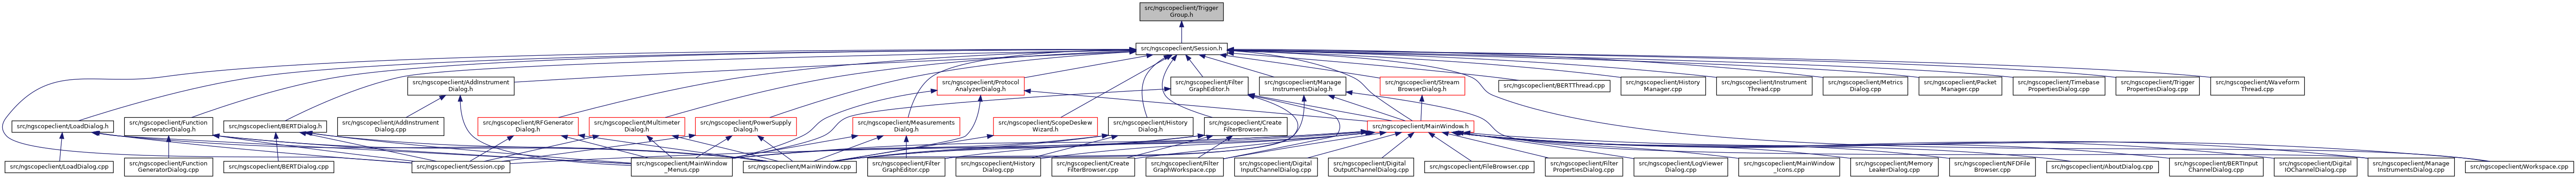 src/ngscopeclient/Trigger
Group.h
src/ngscopeclient/Session.h
src/ngscopeclient/AddInstrument
Dialog.h
src/ngscopeclient/Protocol
AnalyzerDialog.h
src/ngscopeclient/Filter
GraphEditor.h
src/ngscopeclient/Manage
InstrumentsDialog.h
src/ngscopeclient/Stream
BrowserDialog.h
src/ngscopeclient/BERTThread.cpp
src/ngscopeclient/History
Manager.cpp
src/ngscopeclient/Instrument
Thread.cpp
src/ngscopeclient/Metrics
Dialog.cpp
src/ngscopeclient/Packet
Manager.cpp
src/ngscopeclient/Timebase
PropertiesDialog.cpp
src/ngscopeclient/Trigger
PropertiesDialog.cpp
src/ngscopeclient/Waveform
Thread.cpp
src/ngscopeclient/LoadDialog.h
src/ngscopeclient/Function
GeneratorDialog.h
src/ngscopeclient/BERTDialog.h
src/ngscopeclient/AddInstrument
Dialog.cpp
src/ngscopeclient/RFGenerator
Dialog.h
src/ngscopeclient/Multimeter
Dialog.h
src/ngscopeclient/PowerSupply
Dialog.h
src/ngscopeclient/Measurements
Dialog.h
src/ngscopeclient/ScopeDeskew
Wizard.h
src/ngscopeclient/History
Dialog.h
src/ngscopeclient/Create
FilterBrowser.h
src/ngscopeclient/MainWindow.h
src/ngscopeclient/LoadDialog.cpp
src/ngscopeclient/Function
GeneratorDialog.cpp
src/ngscopeclient/BERTDialog.cpp
src/ngscopeclient/Session.cpp
src/ngscopeclient/MainWindow
_Menus.cpp
src/ngscopeclient/MainWindow.cpp
src/ngscopeclient/Filter
GraphEditor.cpp
src/ngscopeclient/History
Dialog.cpp
src/ngscopeclient/Create
FilterBrowser.cpp
src/ngscopeclient/Filter
GraphWorkspace.cpp
src/ngscopeclient/Digital
InputChannelDialog.cpp
src/ngscopeclient/Digital
OutputChannelDialog.cpp
src/ngscopeclient/FileBrowser.cpp
src/ngscopeclient/Filter
PropertiesDialog.cpp
src/ngscopeclient/LogViewer
Dialog.cpp
src/ngscopeclient/MainWindow
_Icons.cpp
src/ngscopeclient/Memory
LeakerDialog.cpp
src/ngscopeclient/NFDFile
Browser.cpp
src/ngscopeclient/AboutDialog.cpp
src/ngscopeclient/BERTInput
ChannelDialog.cpp
src/ngscopeclient/Digital
IOChannelDialog.cpp
src/ngscopeclient/Manage
InstrumentsDialog.cpp
src/ngscopeclient/Workspace.cpp